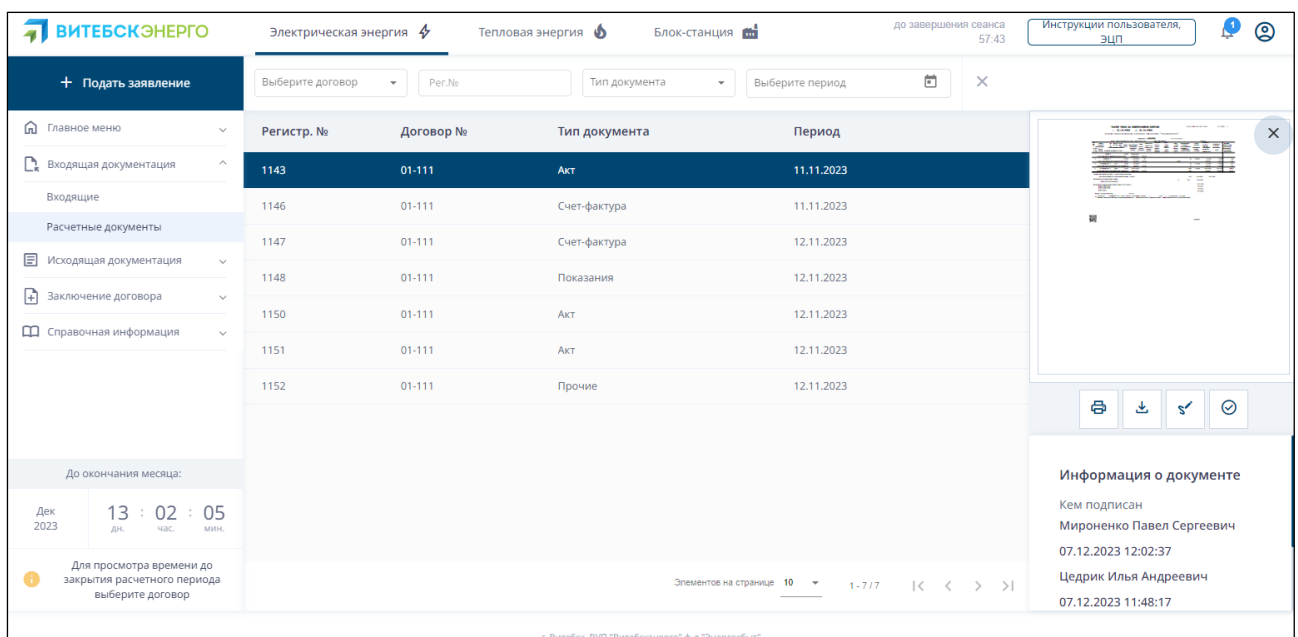 ВИТЕБСКЭНЕРГО
Электрическая энергия
Тепловая энергия
Блок-станция
до завершения сеанса
57:43
Инструкции пользователя,
ЭЦП
1
+ Подать заявление
Выберите договор
Рег.№
Тип документа
Выберите период
Главное меню
Входящая документация
Входящие
Расчетные документы
Исходящая документация
Заключение договора
Справочная информация
Регистр. № Договор № Тип документа Период
1143 01-111 Акт 11.11.2023
1146 01-111 Счет-фактура 11.11.2023
1147 01-111 Счет-фактура 12.11.2023
1148 01-111 Показания 12.11.2023
1150 01-111 Акт 12.11.2023
1151 01-111 Акт 12.11.2023
1152 01-111 Прочие 12.11.2023
До окончания месяца:
Дек
2023
13 : 02 : 05
дн. час. мин.
Для просмотра времени до
закрытия расчетного периода
выберите договор
Элементов на странице 10
1 - 7 / 7
Информация о документе
Кем подписан
Мироненко Павел Сергеевич
07.12.2023 12:02:37
Цедрик Илья Андреевич
07.12.2023 11:48:17